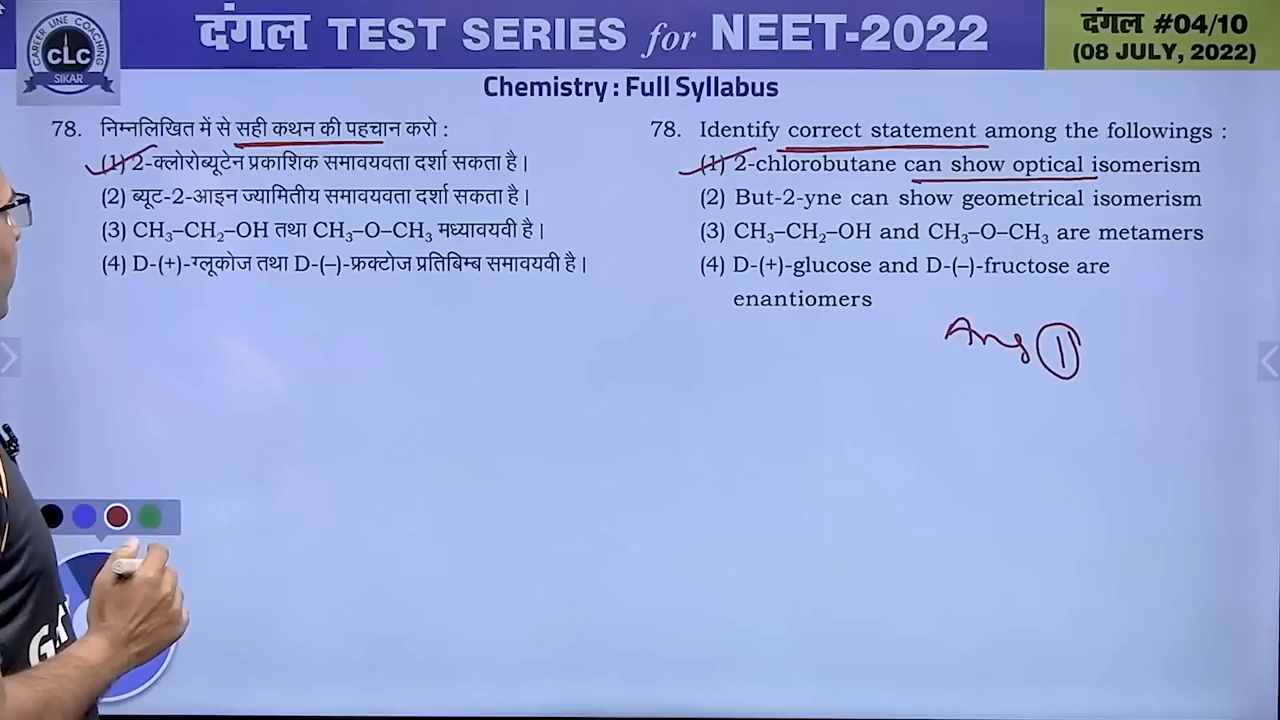 CAREER LINE COACHING
CLC
SIKAR
दंगल TEST SERIES for NEET-2022
दंगल #04/10
(08 JULY, 2022)
Chemistry : Full Syllabus
78. निम्नलिखित में से सही कथन की पहचान करो :
(1) 2-क्लोरोब्यूटेन प्रकाशिक समावयवता दर्शा सकता है।
(2) ब्यूट-2-आइन ज्यामितीय समावयवता दर्शा सकता है।
(3) CH₃–CH₂–OH तथा CH₃–O–CH₃ मध्यावयवी है।
(4) D-(+)-ग्लूकोज तथा D-(–)-फ्रक्टोज प्रतिबिम्ब समावयवी है।
78. Identify correct statement among the followings :
(1) 2-chlorobutane can show optical isomerism
(2) But-2-yne can show geometrical isomerism
(3) CH₃–CH₂–OH and CH₃–O–CH₃ are metamers
(4) D-(+)-glucose and D-(–)-fructose are
enantiomers
Ans 1